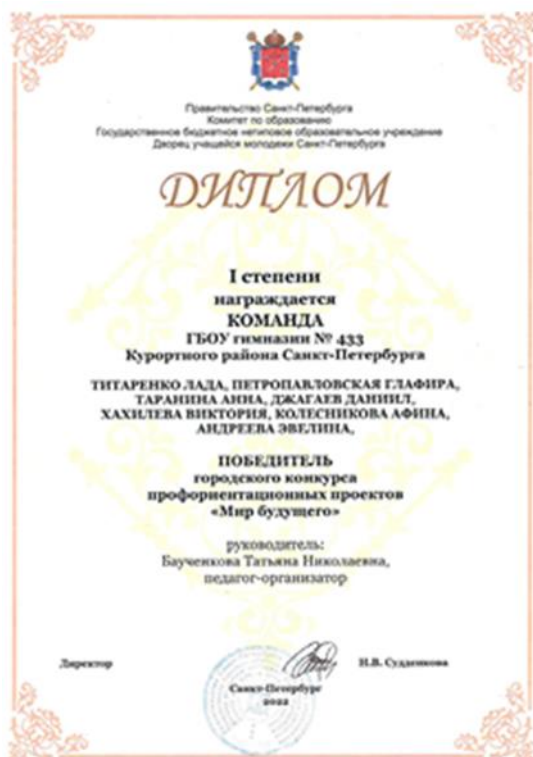 Правительство Санкт-Петербурга
Комитет по образованию
Государственное бюджетное нетиповое образовательное учреждение
Дворец учащейся молодежи Санкт-Петербурга
ДИПЛОМ
I степени
награждается
КОМАНДА
ГБОУ гимназии № 433
Курортного района Санкт-Петербурга
ТИТАРЕНКО ЛАДА, ПЕТРОПАВЛОВСКАЯ ГЛАФИРА,
ТАРАНИНА АННА, ДЖАГАЕВ ДАНИИЛ,
ХАХИЛЕВА ВИКТОРИЯ, КОЛЕСНИКОВА АФИНА,
АНДРЕЕВА ЭВЕЛИНА,
ПОБЕДИТЕЛЬ
городского конкурса
профориентационных проектов
«Мир будущего»
руководитель:
Баученкова Татьяна Николаевна,
педагог-организатор
Директор
Н.В. Судденкова
Санкт-Петербург
2022